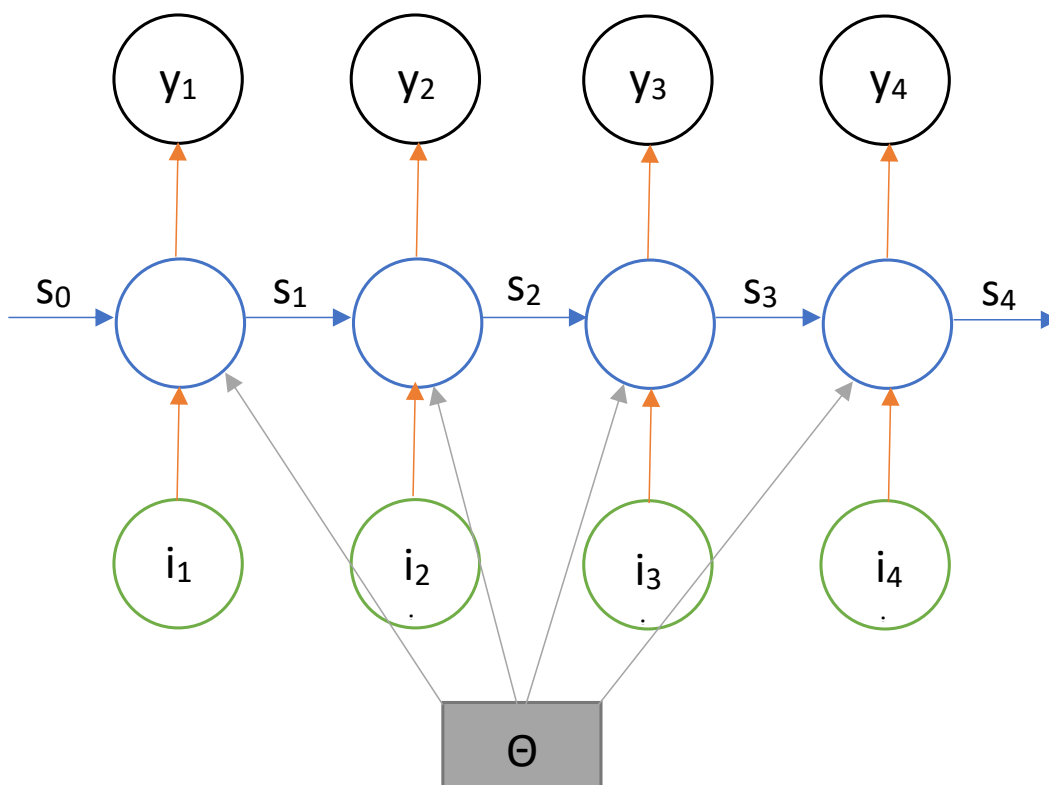 y₁ y₂ y₃ y₄
s₀ s₁ s₂ s₃ s₄
i₁ i₂ i₃ i₄
. . .
Θ